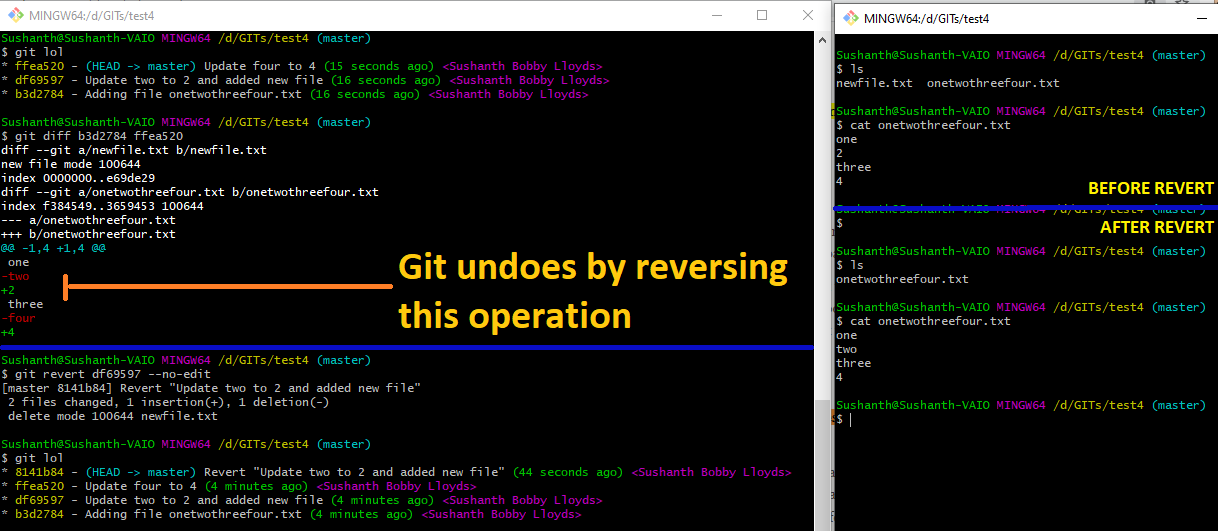 MINGW64:/d/GITs/test4
Sushanth@Sushanth-VAIO MINGW64 /d/GITs/test4 (master)
$ git lol
* ffea520 - (HEAD -> master) Update four to 4 (15 seconds ago) <Sushanth Bobby Lloyds>
* df69597 - Update two to 2 and added new file (16 seconds ago) <Sushanth Bobby Lloyds>
* b3d2784 - Adding file onetwothreefour.txt (16 seconds ago) <Sushanth Bobby Lloyds>
Sushanth@Sushanth-VAIO MINGW64 /d/GITs/test4 (master)
$ git diff b3d2784 ffea520
diff --git a/newfile.txt b/newfile.txt
new file mode 100644
index 0000000..e69de29
diff --git a/onetwothreefour.txt b/onetwothreefour.txt
index f384549..3659453 100644
--- a/onetwothreefour.txt
+++ b/onetwothreefour.txt
@@ -1,4 +1,4 @@
one
-two
+2
three
-four
+4
Git undoes by reversing
this operation
Sushanth@Sushanth-VAIO MINGW64 /d/GITs/test4 (master)
$ git revert df69597 --no-edit
[master 8141b84] Revert "Update two to 2 and added new file"
2 files changed, 1 insertion(+), 1 deletion(-)
delete mode 100644 newfile.txt
Sushanth@Sushanth-VAIO MINGW64 /d/GITs/test4 (master)
$ git lol
* 8141b84 - (HEAD -> master) Revert "Update two to 2 and added new file" (44 seconds ago) <Sushanth Bobby Lloyds>
* ffea520 - Update four to 4 (4 minutes ago) <Sushanth Bobby Lloyds>
* df69597 - Update two to 2 and added new file (4 minutes ago) <Sushanth Bobby Lloyds>
* b3d2784 - Adding file onetwothreefour.txt (4 minutes ago) <Sushanth Bobby Lloyds>
MINGW64:/d/GITs/test4
Sushanth@Sushanth-VAIO MINGW64 /d/GITs/test4 (master)
$ ls
newfile.txt onetwothreefour.txt
Sushanth@Sushanth-VAIO MINGW64 /d/GITs/test4 (master)
$ cat onetwothreefour.txt
one
2
three
4
BEFORE REVERT
Sushanth@Sushanth-VAIO MINGW64 /d/GITs/test4 (master)
$
AFTER REVERT
Sushanth@Sushanth-VAIO MINGW64 /d/GITs/test4 (master)
$ ls
onetwothreefour.txt
Sushanth@Sushanth-VAIO MINGW64 /d/GITs/test4 (master)
$ cat onetwothreefour.txt
one
two
three
4
Sushanth@Sushanth-VAIO MINGW64 /d/GITs/test4 (master)
$